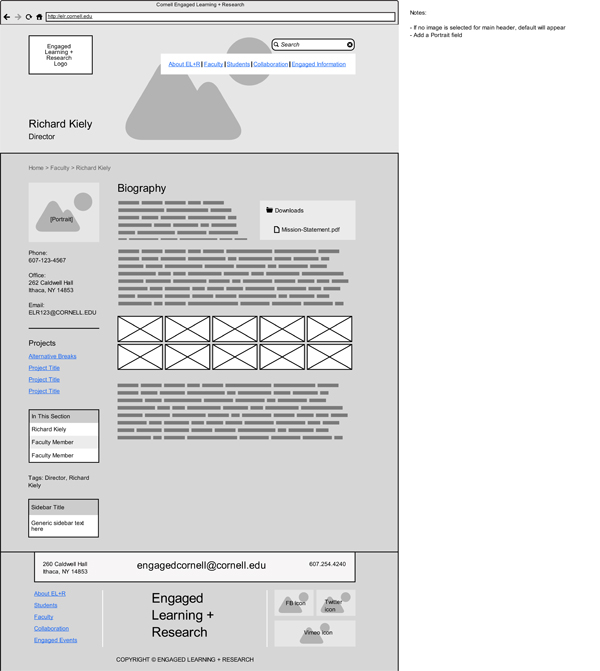 Cornell Engaged Learning + Research
http://elr.cornell.edu
Engaged
Learning +
Research
Logo
Search
About EL+R | Faculty | Students | Collaboration | Engaged Information
Richard Kiely
Director
Home > Faculty > Richard Kiely
[Portrait]
Phone:
607-123-4567
Office:
262 Caldwell Hall
Ithaca, NY 14853
Email:
ELR123@CORNELL.EDU
Projects
Alternative Breaks
Project Title
Project Title
Project Title
In This Section
Richard Kiely
Faculty Member
Faculty Member
Tags: Director, Richard
Kiely
Sidebar Title
Generic sidebar text
here
Biography
Downloads
Mission-Statement.pdf
260 Caldwell Hall
Ithaca, NY 14853
engagedcornell@cornell.edu
607.254.4240
About EL+R
Students
Faculty
Collaboration
Engaged Events
Engaged
Learning +
Research
FB Icon
Twitter
icon
Vimeo Icon
COPYRIGHT © ENGAGED LEARNING + RESEARCH
Notes:
- If no image is selected for main header, default will appear
- Add a Portrait field